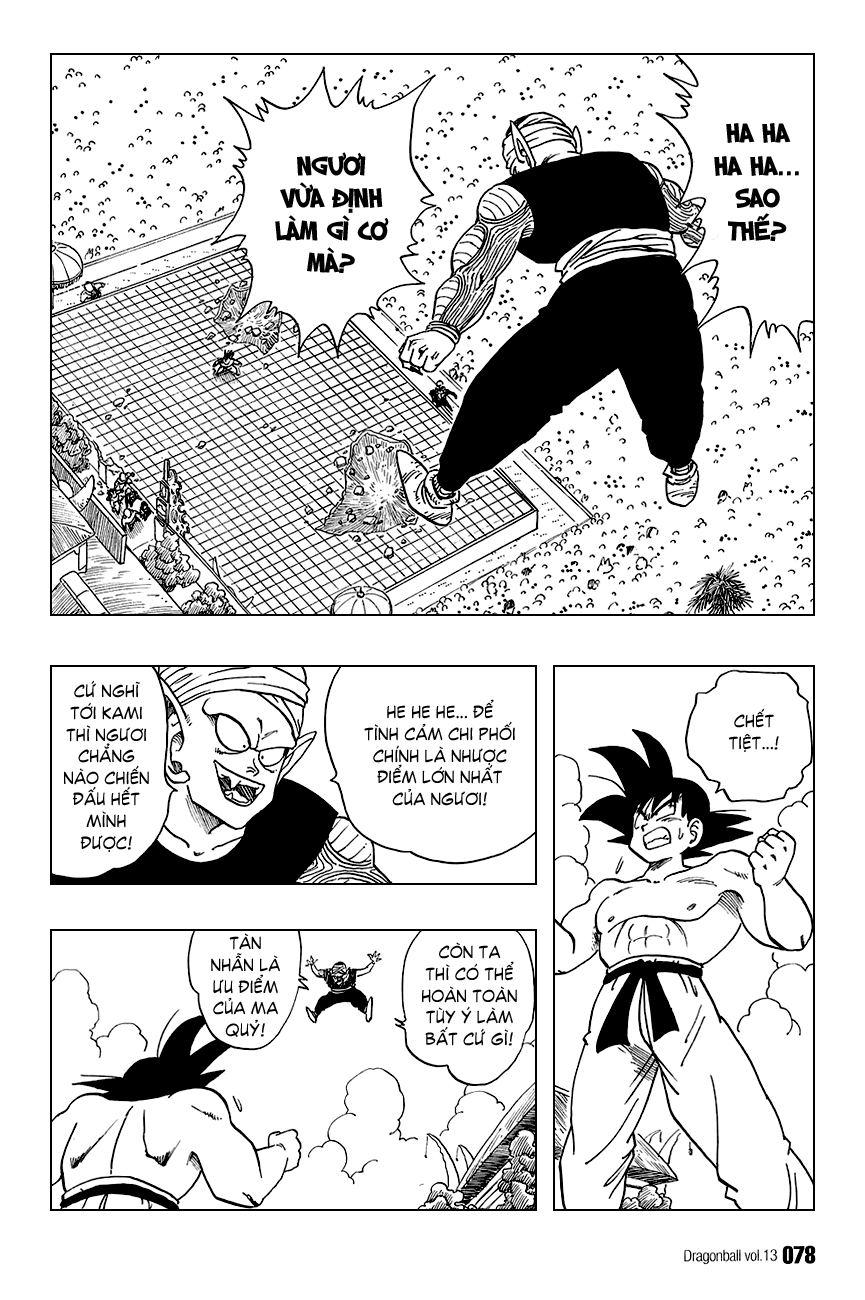 HA HA
HA HA...
SAO
THẾ?
NGƯƠI
VỪA ĐỊNH
LÀM GÌ CƠ
MÀ?
CHẾT
TIỆT...!
HE HE HE... ĐỂ
TÌNH CẢM CHI PHỐI
CHÍNH LÀ NHƯỢC
ĐIỂM LỚN NHẤT
CỦA NGƯƠI!
CỨ NGHĨ
TỚI KAMI
THÌ NGƯƠI
CHẲNG
NÀO CHIẾN
ĐẤU HẾT
MÌNH
ĐƯỢC!
CÒN TA
THÌ CÓ THỂ
HOÀN TOÀN
TÙY Ý LÀM
BẤT CỨ GÌ!
TÀN
NHẪN LÀ
ƯU ĐIỂM
CỦA MA
QUỶ!
Dragonball vol.13 078